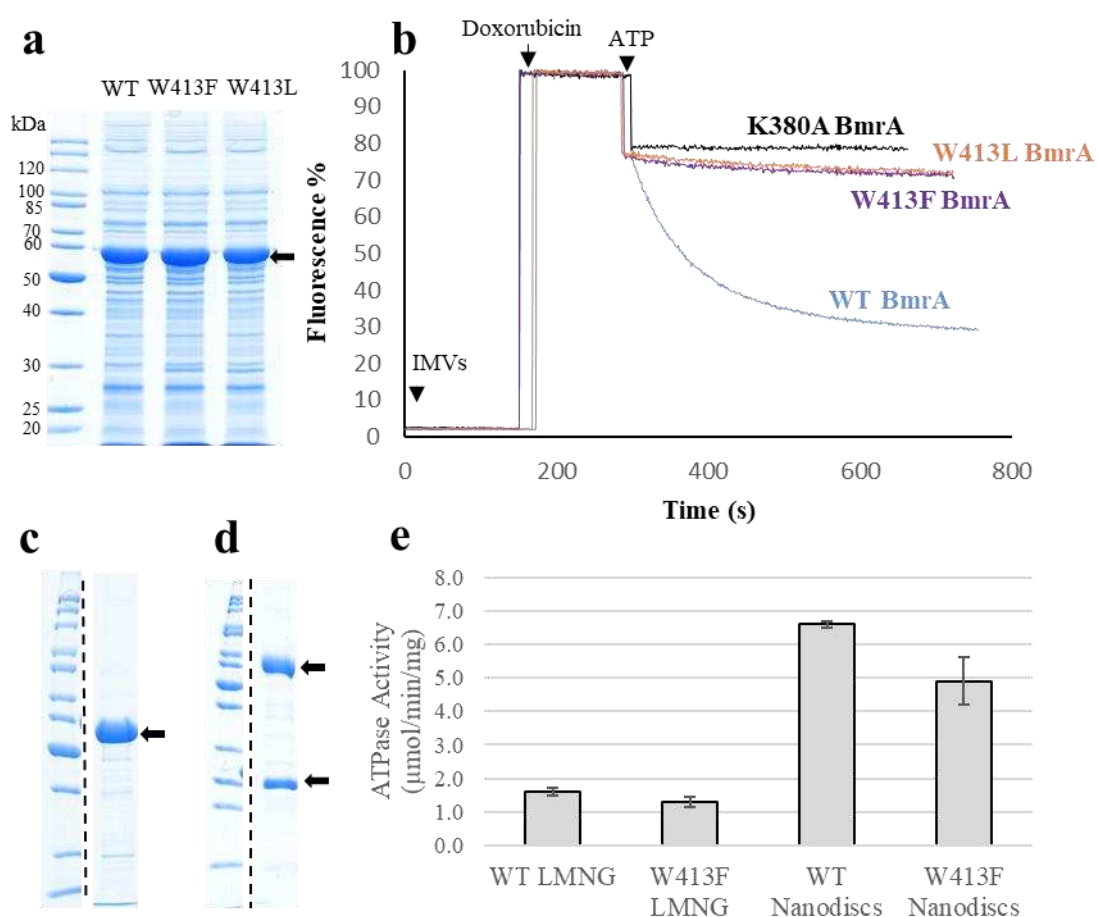 a
WT W413F W413L
kDa
120
100
85
70
60
50
40
30
25
20
b
Doxorubicin
ATP
100
90
80
70
60
50
40
30
20
10
0
Fluorescence %
K380A BmrA
W413L BmrA
W413F BmrA
WT BmrA
IMVs
0 200 400 600 800
Time (s)
c
d
e
8.0
7.0
6.0
5.0
4.0
3.0
2.0
1.0
0.0
ATPase Activity
(µmol/min/mg)
WT LMNG
W413F
LMNG
WT
Nanodiscs
W413F
Nanodiscs